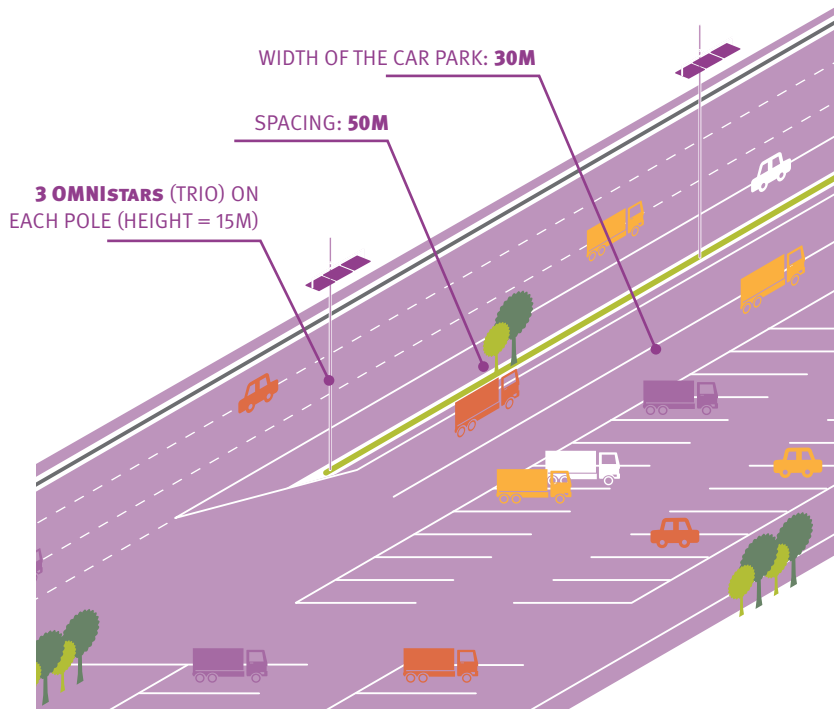 WIDTH OF THE CAR PARK: 30M
SPACING: 50M
3 OMNISTARS (TRIO) ON
EACH POLE (HEIGHT = 15M)